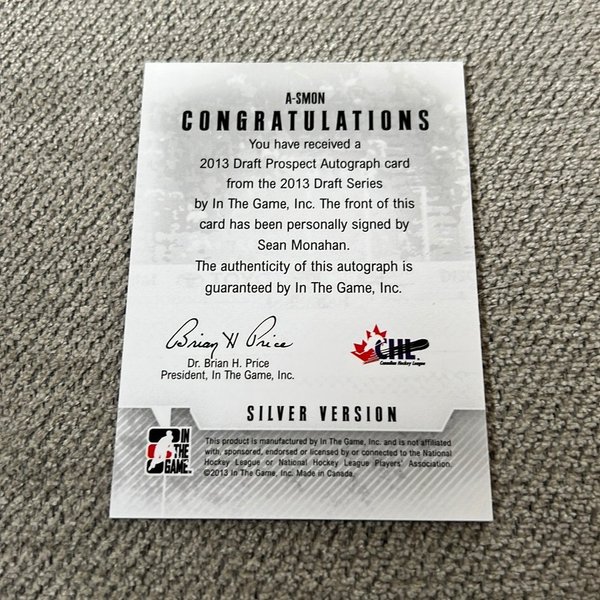 A-SMON
CONGRATULATIONS
You have received a
2013 Draft Prospect Autograph card
from the 2013 Draft Series
by In The Game, Inc. The front of this
card has been personally signed by
Sean Monahan.
The authenticity of this autograph is
guaranteed by In The Game, Inc.
Brian H Price
Dr. Brian H. Price
President, In The Game, Inc.
CHL
Canadian Hockey League
SILVER VERSION
IN
THE
GAME
This product is manufactured by In The Game, Inc. and is not affiliated
with, sponsored, endorsed or licensed by or connected to the National
Hockey League or National Hockey League Players' Association.
©2013 In The Game, Inc. Made in Canada.